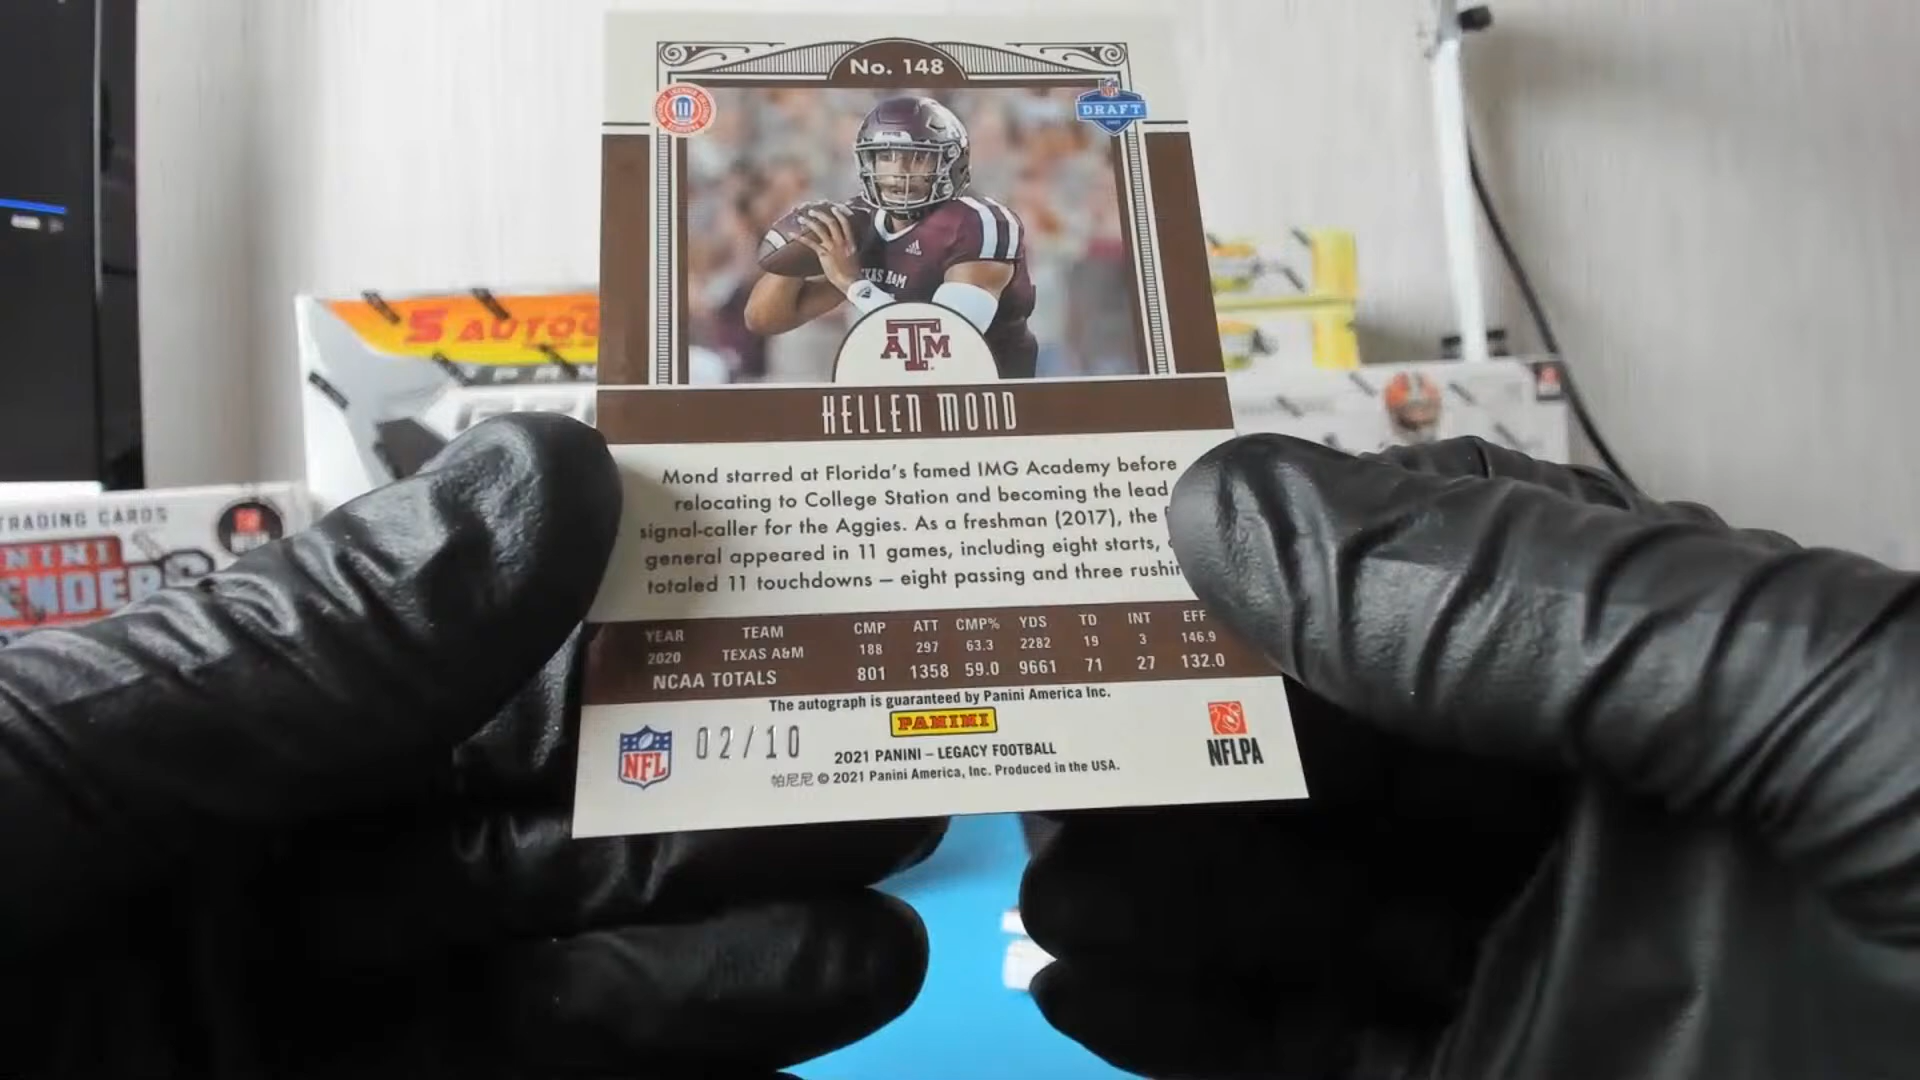 No. 148
11
NFL
DRAFT
TEXAS A&M
ATM
KELLEN MOND
Mond starred at Florida's famed IMG Academy before
relocating to College Station and becoming the lead
signal-caller for the Aggies. As a freshman (2017), the
general appeared in 11 games, including eight starts,
totaled 11 touchdowns – eight passing and three
YEAR TEAM CMP ATT CMP% YDS TD INT EFF
2020 TEXAS A&M 188 297 63.3 2282 19 3 146.9
NCAA TOTALS 801 1358 59.0 9661 71 27 132.0
The autograph is guaranteed by Panini America Inc.
PANINI
NFL
02/10
2021 PANINI – LEGACY FOOTBALL
帕尼尼 © 2021 Panini America, Inc. Produced in the USA.
NFLPA
5
TRADING CARDS